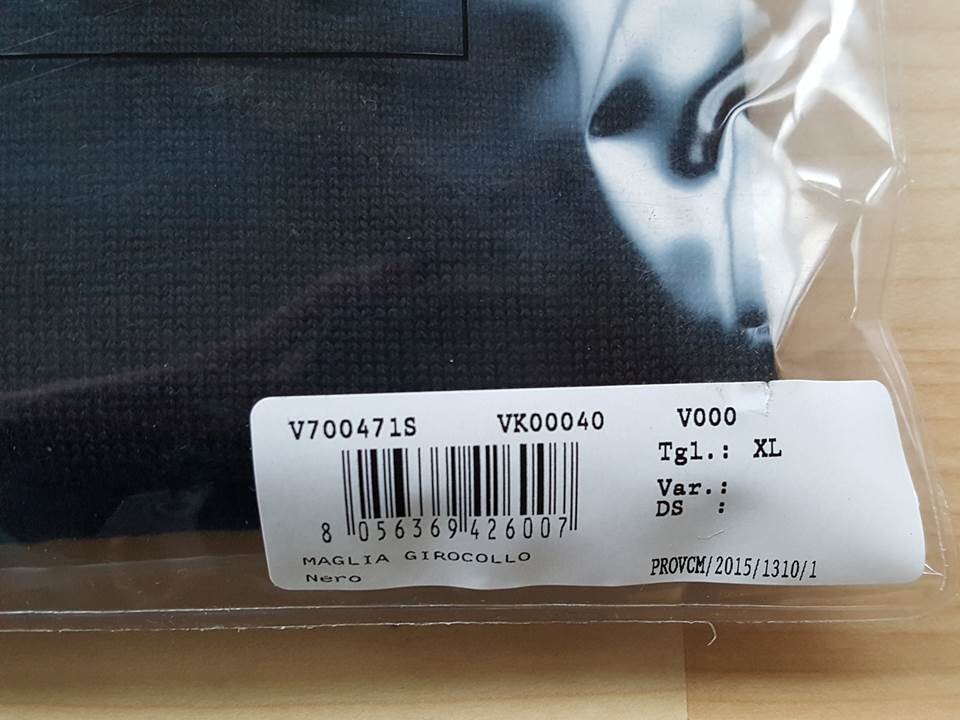 V700471S VK00040 V000
Tgl.: XL
Var.:
DS :
8 056369 426007
MAGLIA GIROCOLLO
Nero
PROVCM/2015/1310/1